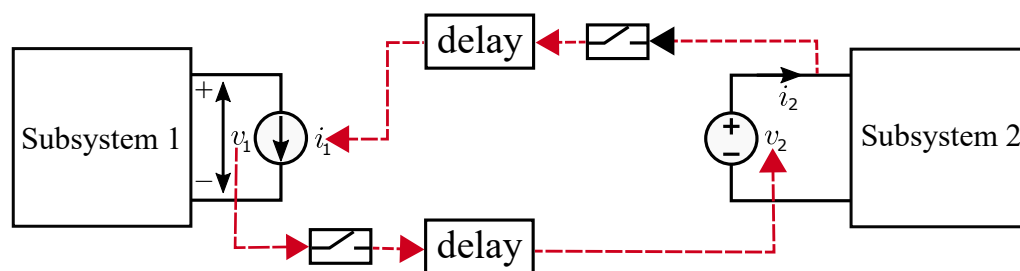 delay
i₂
+
Subsystem 1
v₁
i₁
−
+
−
v₂
Subsystem 2
delay